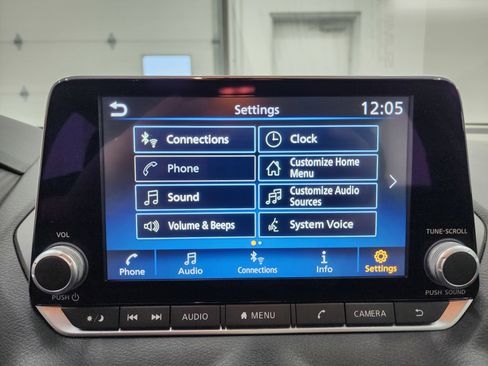 Settings
12:05
Connections
Clock
Phone
Customize Home
Menu
Sound
Customize Audio
Sources
Volume & Beeps
System Voice
VOL
TUNE·SCROLL
Phone
Audio
Connections
Info
Settings
PUSH
PUSH SOUND
AUDIO
MENU
CAMERA